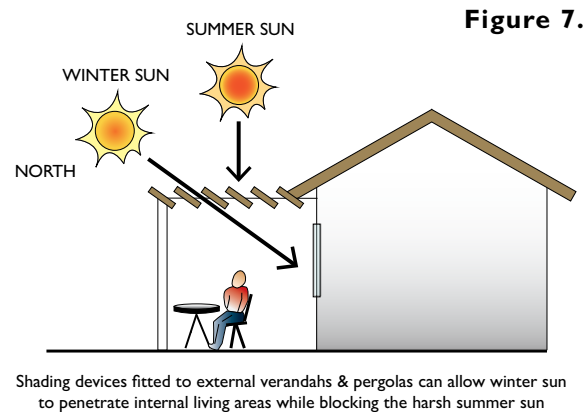 Figure 7.
SUMMER SUN
WINTER SUN
NORTH
Shading devices fitted to external verandahs & pergolas can allow winter sun
to penetrate internal living areas while blocking the harsh summer sun